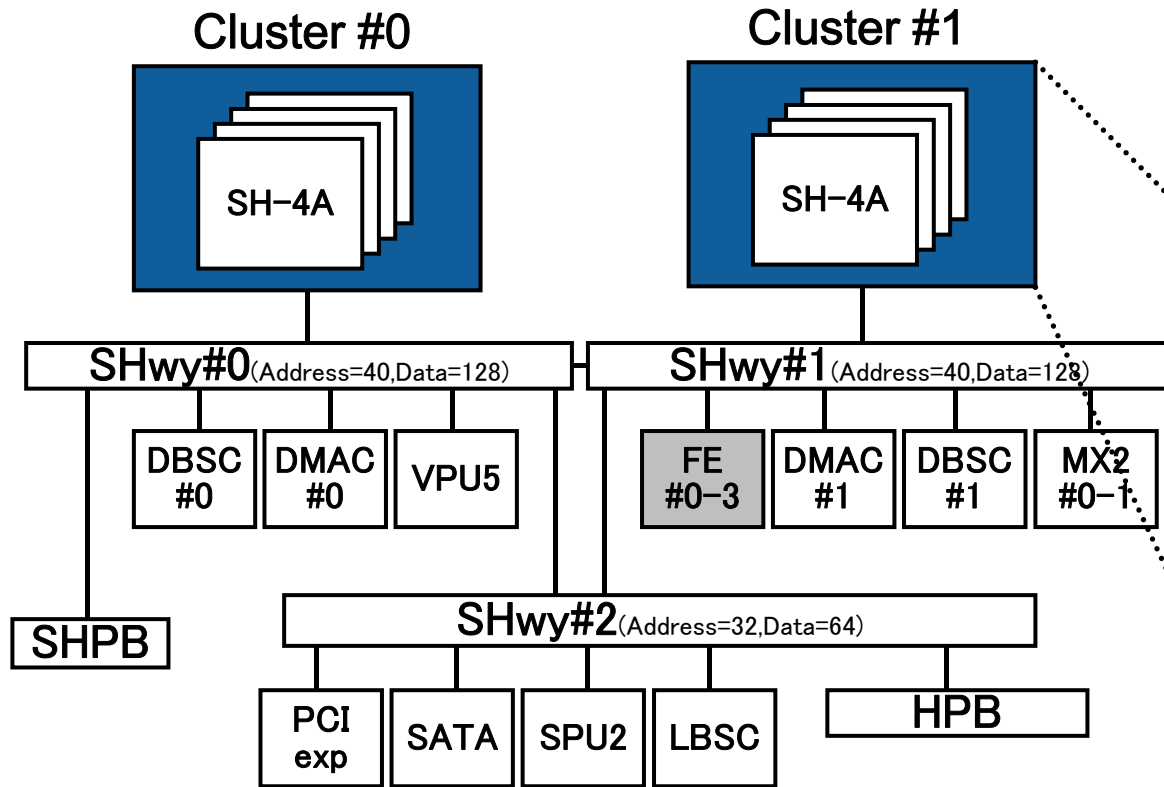 Cluster #0
Cluster #1
SH-4A
SH-4A
SHwy#0(Address=40,Data=128)
SHwy#1(Address=40,Data=128)
DBSC
#0
DMAC
#0
VPU5
FE
#0-3
DMAC
#1
DBSC
#1
MX2
#0-1
SHwy#2(Address=32,Data=64)
SHPB
PCI
exp
SATA
SPU2
LBSC
HPB